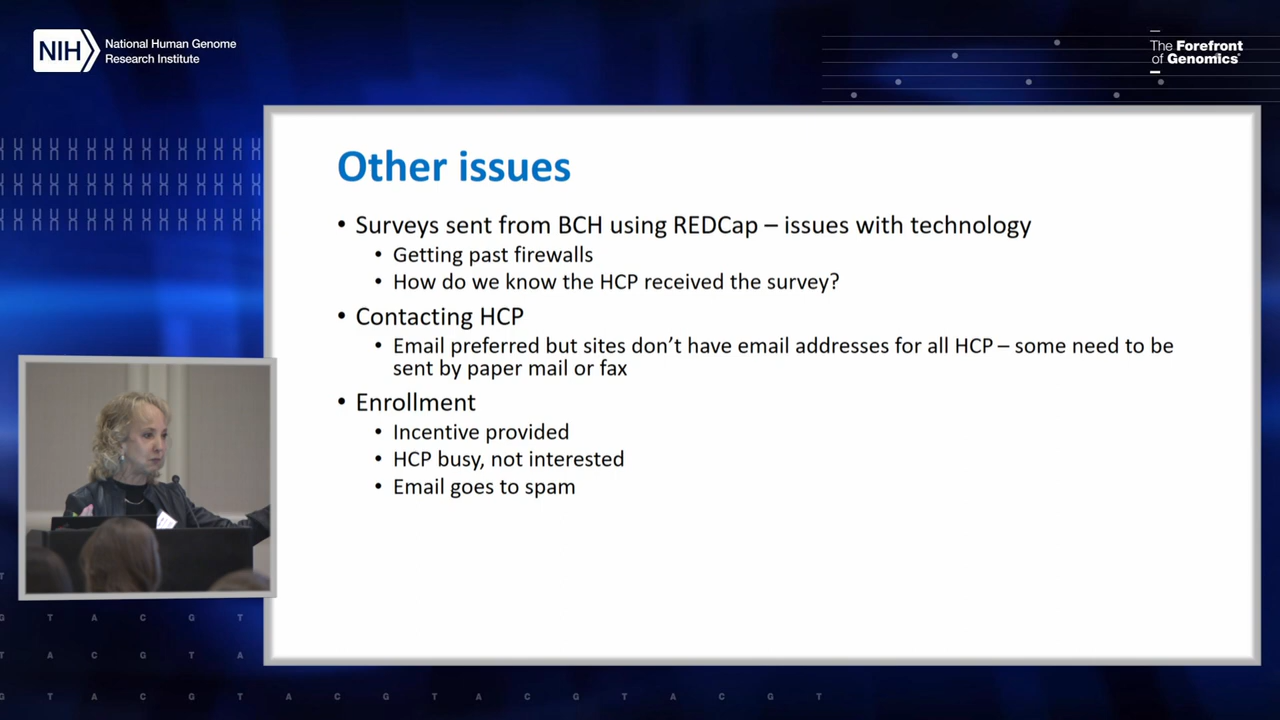 NIH
National Human Genome
Research Institute
The Forefront
of Genomics®
Other issues
• Surveys sent from BCH using REDCap – issues with technology
• Getting past firewalls
• How do we know the HCP received the survey?
• Contacting HCP
• Email preferred but sites don’t have email addresses for all HCP – some need to be
sent by paper mail or fax
• Enrollment
• Incentive provided
• HCP busy, not interested
• Email goes to spam
T
G T A C G T
T A C G T A
G T A C G T A C G T A C G T A C G T